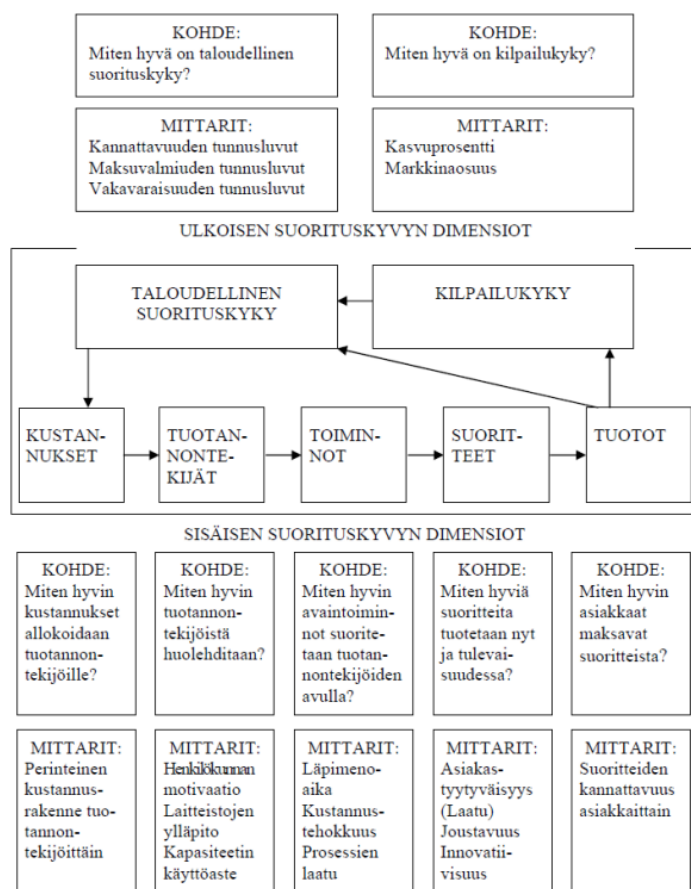 KOHDE:
Miten hyvä on taloudellinen
suorituskyky?
KOHDE:
Miten hyvä on kilpailukyky?
MITTARIT:
Kannattavuuden tunnusluvut
Maksuvalmiuden tunnusluvut
Vakavaraisuuden tunnusluvut
MITTARIT:
Kasvuprosentti
Markkinaosuus
ULKOISEN SUORITUSKYVYN DIMENSIOT
TALOUDELLINEN
SUORITUSKYKY
KILPAILUKYKY
KUSTAN-
NUKSET
TUOTAN-
NONTE-
KIJÄT
TOIMIN-
NOT
SUORIT-
TEET
TUOTOT
SISÄISEN SUORITUSKYVYN DIMENSIOT
KOHDE:
Miten hyvin
kustannukset
allokoidaan
tuotannon-
tekijöille?
KOHDE:
Miten hyvin
tuotannon-
tekijöistä
huolehditaan?
KOHDE:
Miten hyvin
avaintoimin-
not suorite-
taan tuotan-
nontekijöiden
avulla?
KOHDE:
Miten hyviä
suoritteita
tuotetaan nyt
ja tulevai-
suudessa?
KOHDE:
Miten hyvin
asiakkaat
maksavat
suoritteista?
MITTARIT:
Perinteinen
kustannus-
rakenne tuo-
tannon-
tekijöittäin
MITTARIT:
Henkilökunnan
motivaatio
Laitteistojen
ylläpito
Kapasiteetin
käyttöaste
MITTARIT:
Läpimeno-
aika
Kustannus-
tehokkuus
Prosessien
laatu
MITTARIT:
Asiakas-
tyytyväisyys
(Laatu)
Joustavuus
Innovatii-
visuus
MITTARIT:
Suoritteiden
kannattavuus
asiakkaittain